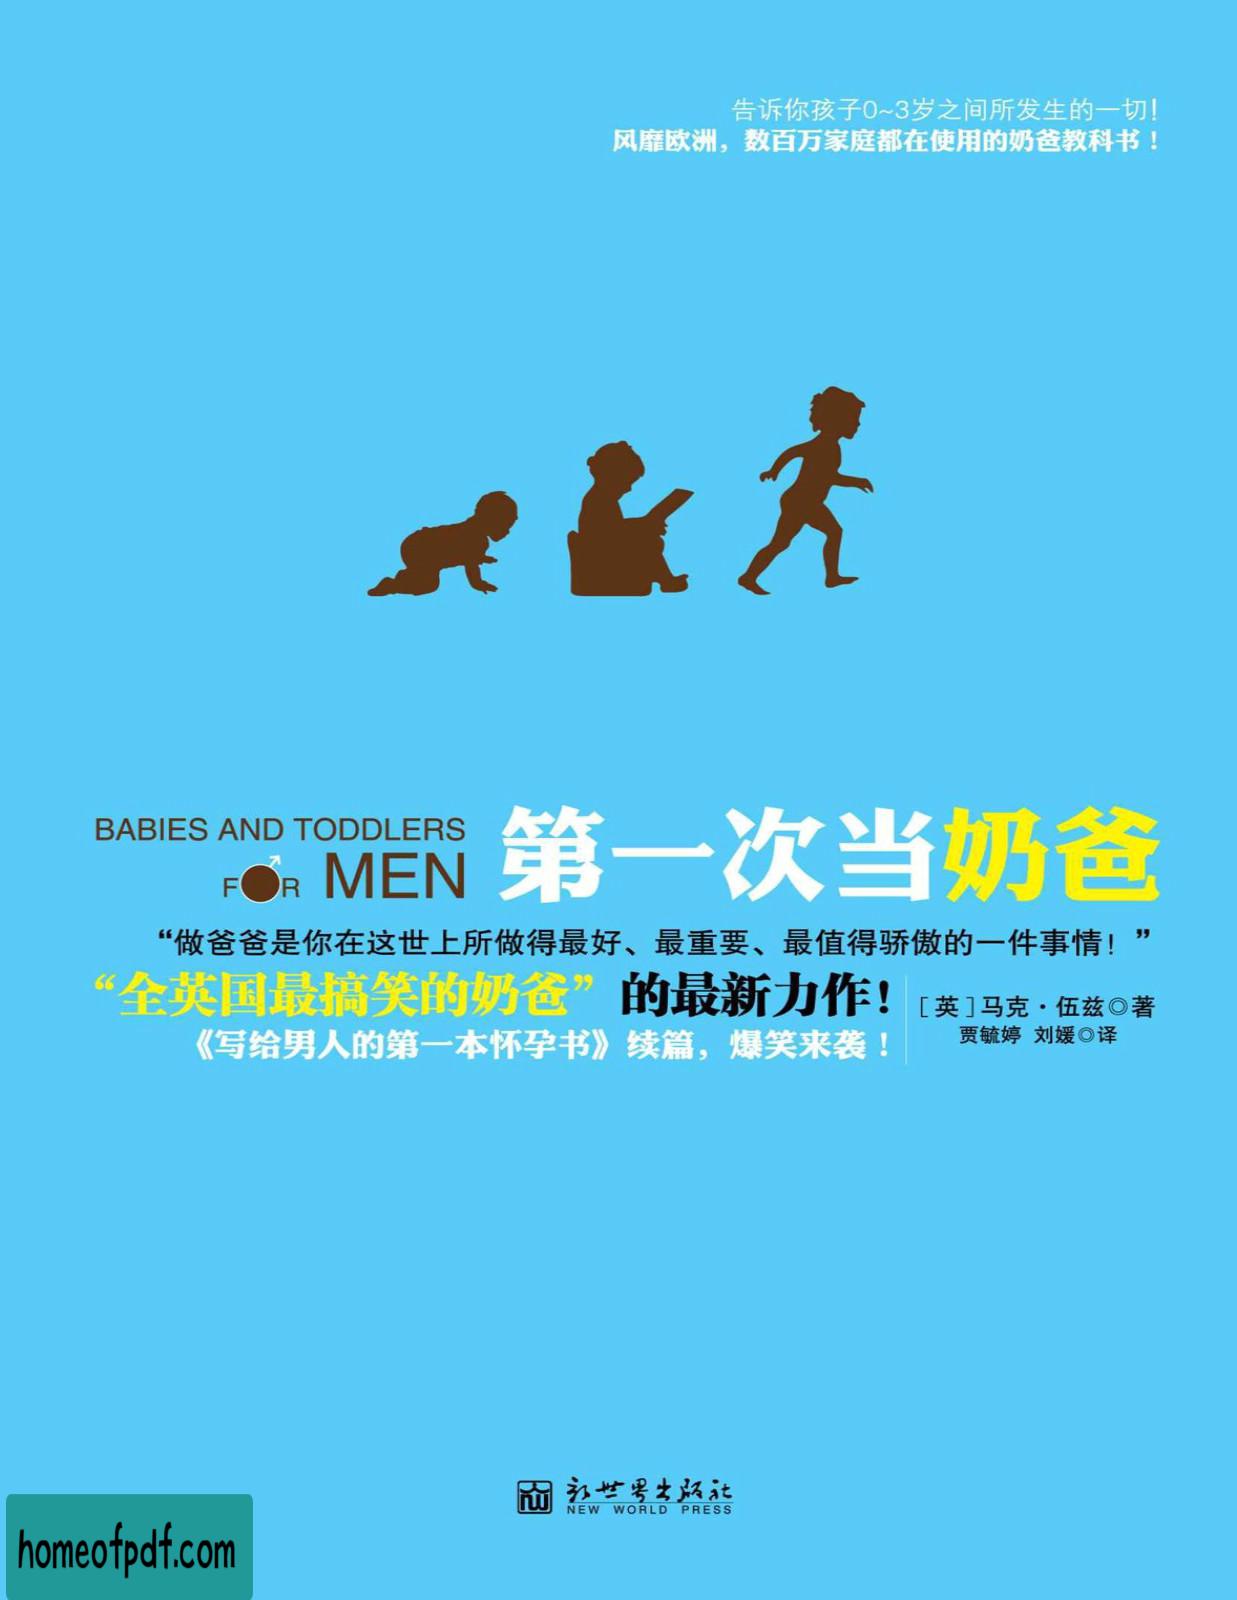 告诉你孩子0~3岁之间所发生的一切!
风靡欧洲，数百万家庭都在使用的奶爸教科书！
BABIES AND TODDLERS
FOR MEN
第一次当奶爸
“做爸爸是你在这世上所做得最好、最重要、最值得骄傲的一件事情！”
“全英国最搞笑的奶爸”的最新力作！
《写给男人的第一本怀孕书》续篇，爆笑来袭！
［英］马克·伍兹◎著
贾毓婷 刘媛◎译
新世界出版社
NEW WORLD PRESS
homeofpdf.com